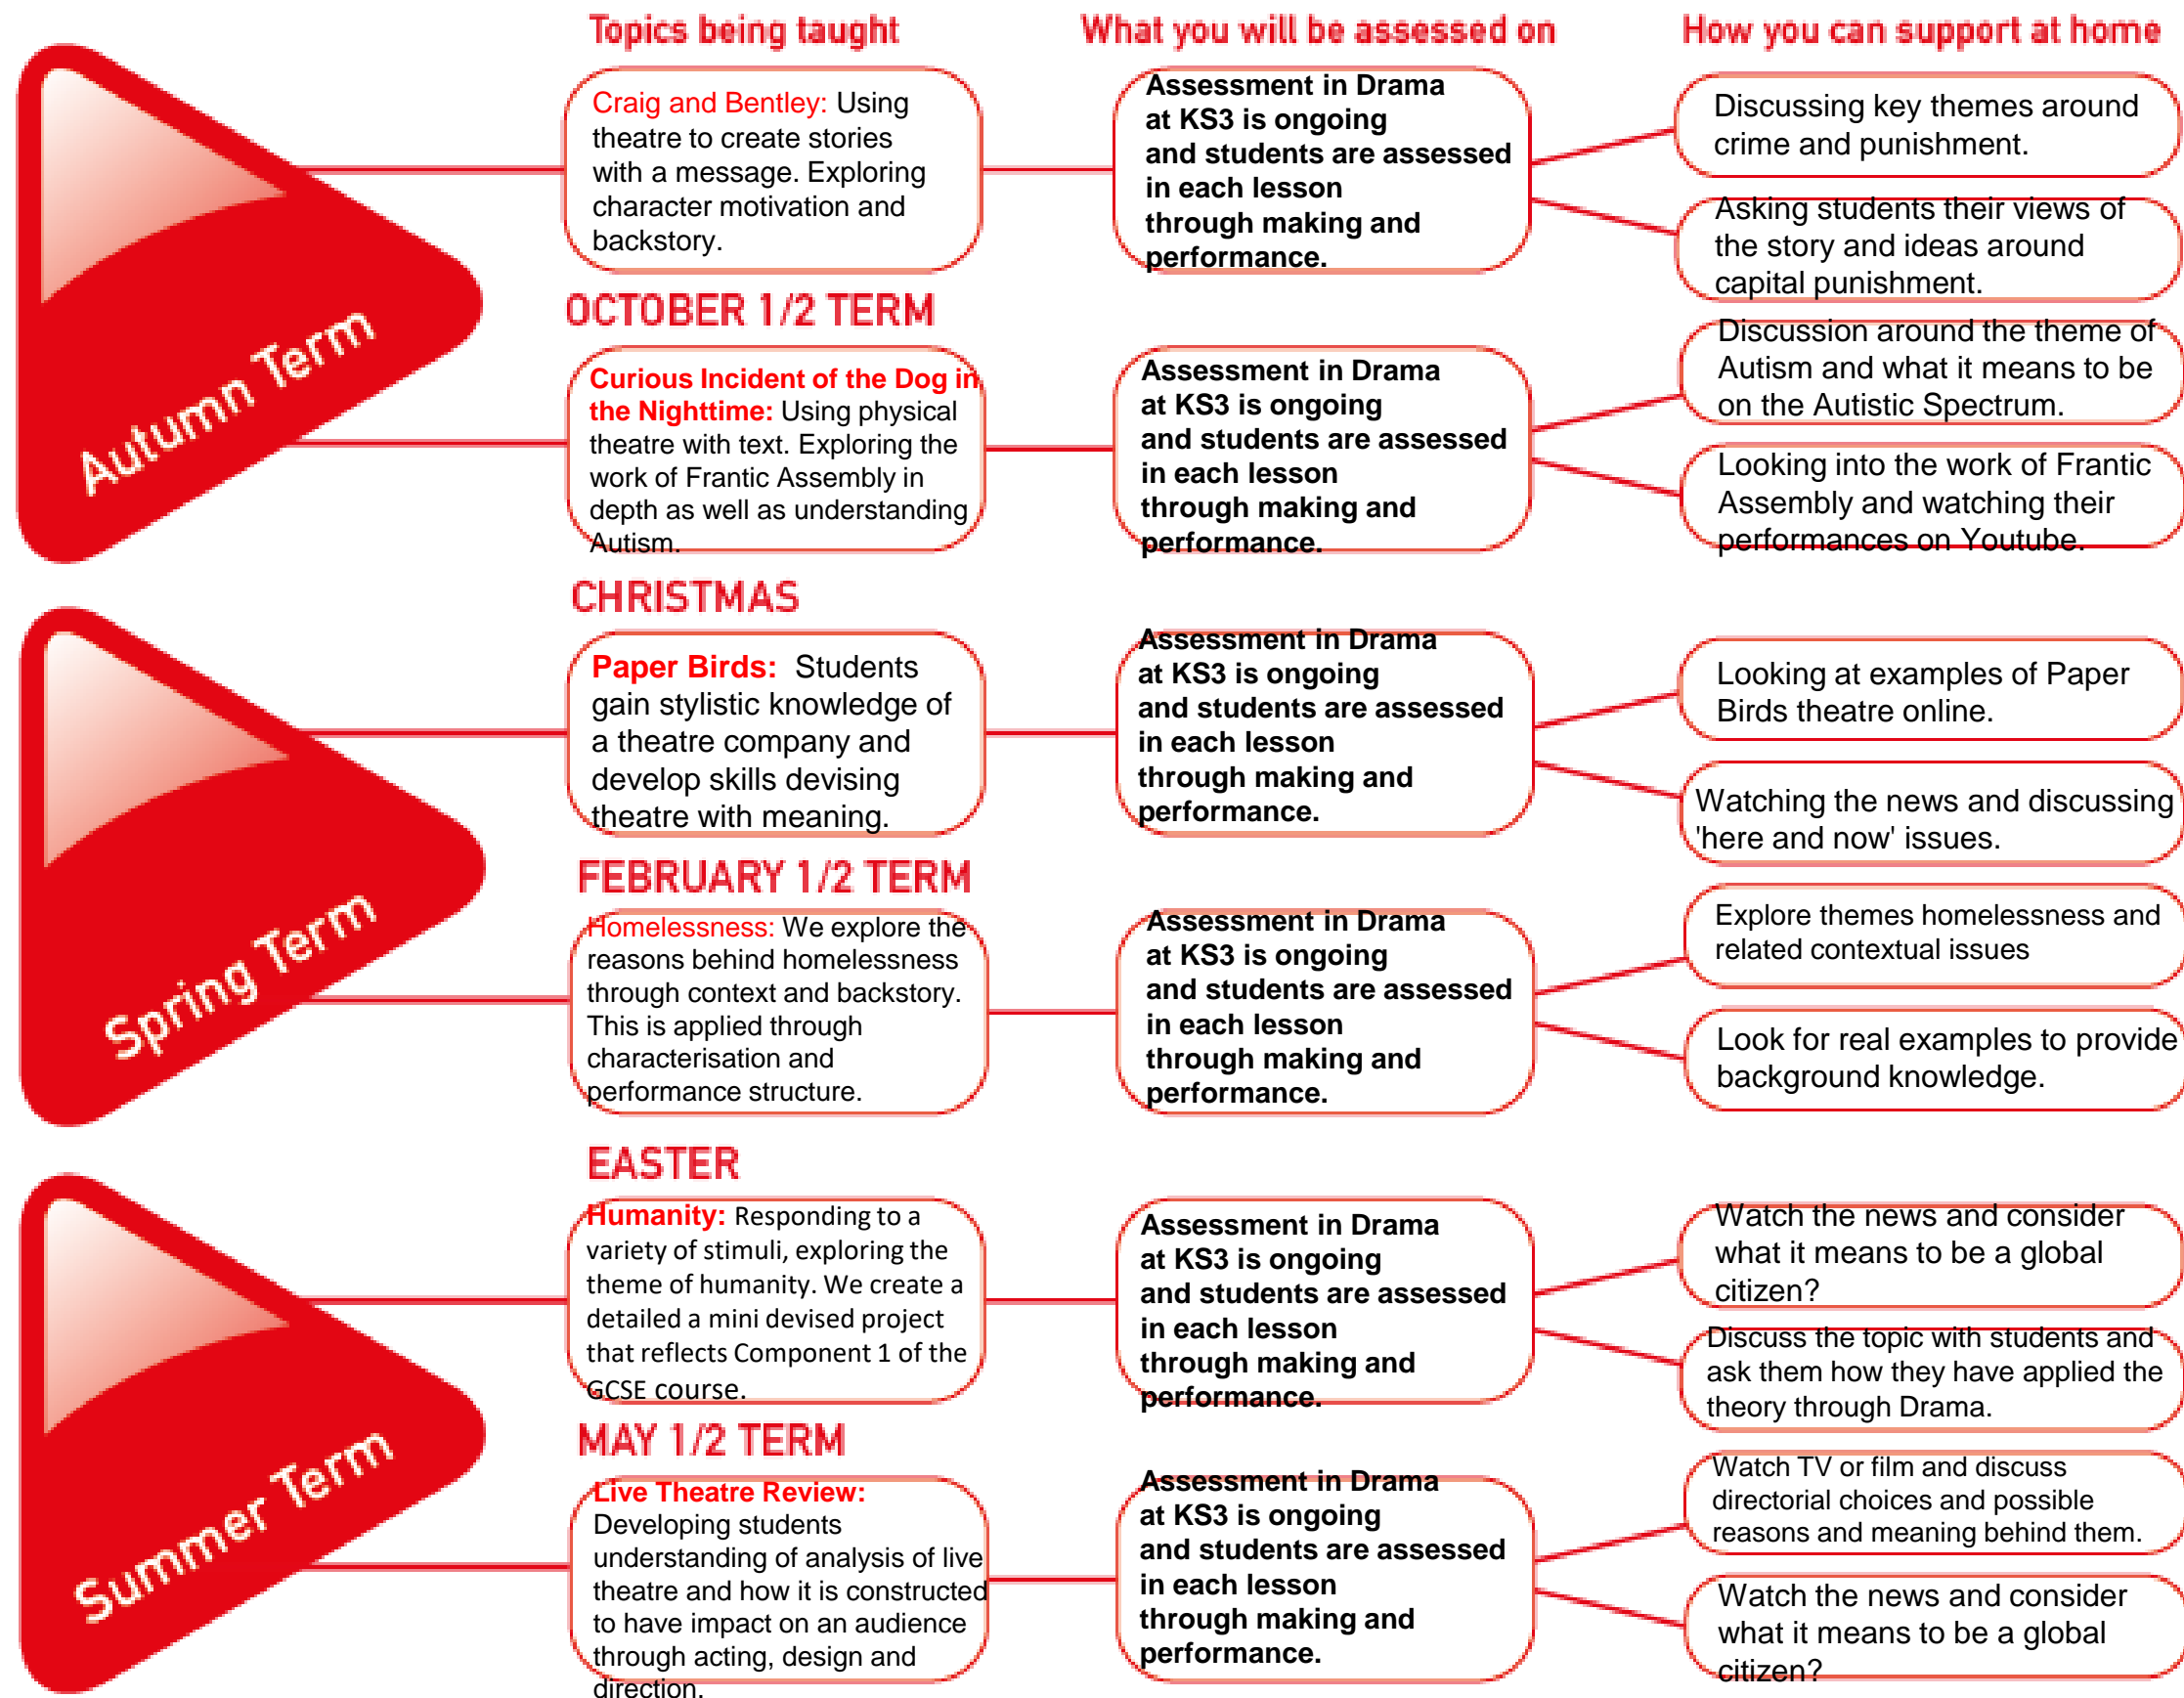 Topics being taught
What you will be assessed on
How you can support at home
Autumn Term
Craig and Bentley: Using
theatre to create stories
with a message. Exploring
character motivation and
backstory.
Assessment in Drama
at KS3 is ongoing
and students are assessed
in each lesson
through making and
performance.
Discussing key themes around
crime and punishment.
Asking students their views of
the story and ideas around
capital punishment.
OCTOBER 1/2 TERM
Curious Incident of the Dog in
the Nighttime: Using physical
theatre with text. Exploring the
work of Frantic Assembly in
depth as well as understanding
Autism.
Assessment in Drama
at KS3 is ongoing
and students are assessed
in each lesson
through making and
performance.
Discussion around the theme of
Autism and what it means to be
on the Autistic Spectrum.
Looking into the work of Frantic
Assembly and watching their
performances on Youtube.
CHRISTMAS
Spring Term
Paper Birds: Students
gain stylistic knowledge of
a theatre company and
develop skills devising
theatre with meaning.
Assessment in Drama
at KS3 is ongoing
and students are assessed
in each lesson
through making and
performance.
Looking at examples of Paper
Birds theatre online.
Watching the news and discussing
'here and now' issues.
FEBRUARY 1/2 TERM
Homelessness: We explore the
reasons behind homelessness
through context and backstory.
This is applied through
characterisation and
performance structure.
Assessment in Drama
at KS3 is ongoing
and students are assessed
in each lesson
through making and
performance.
Explore themes homelessness and
related contextual issues
Look for real examples to provide
background knowledge.
EASTER
Summer Term
Humanity: Responding to a
variety of stimuli, exploring the
theme of humanity. We create a
detailed a mini devised project
that reflects Component 1 of the
GCSE course.
Assessment in Drama
at KS3 is ongoing
and students are assessed
in each lesson
through making and
performance.
Watch the news and consider
what it means to be a global
citizen?
Discuss the topic with students and
ask them how they have applied the
theory through Drama.
MAY 1/2 TERM
Live Theatre Review:
Developing students
understanding of analysis of live
theatre and how it is constructed
to have impact on an audience
through acting, design and
direction.
Assessment in Drama
at KS3 is ongoing
and students are assessed
in each lesson
through making and
performance.
Watch TV or film and discuss
directorial choices and possible
reasons and meaning behind them.
Watch the news and consider
what it means to be a global
citizen?